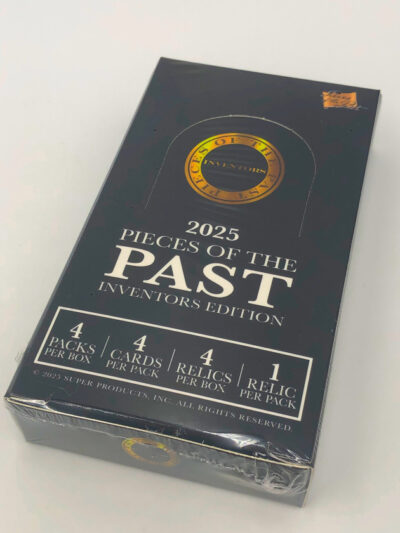 PIECES OF THE PAST
INVENTORS
2025
PIECES OF THE
PAST
INVENTORS EDITION
4 PACKS PER BOX
4 CARDS PER PACK
4 RELICS PER BOX
1 RELIC PER PACK
© 2025 SUPER PRODUCTS, INC. ALL RIGHTS RESERVED.